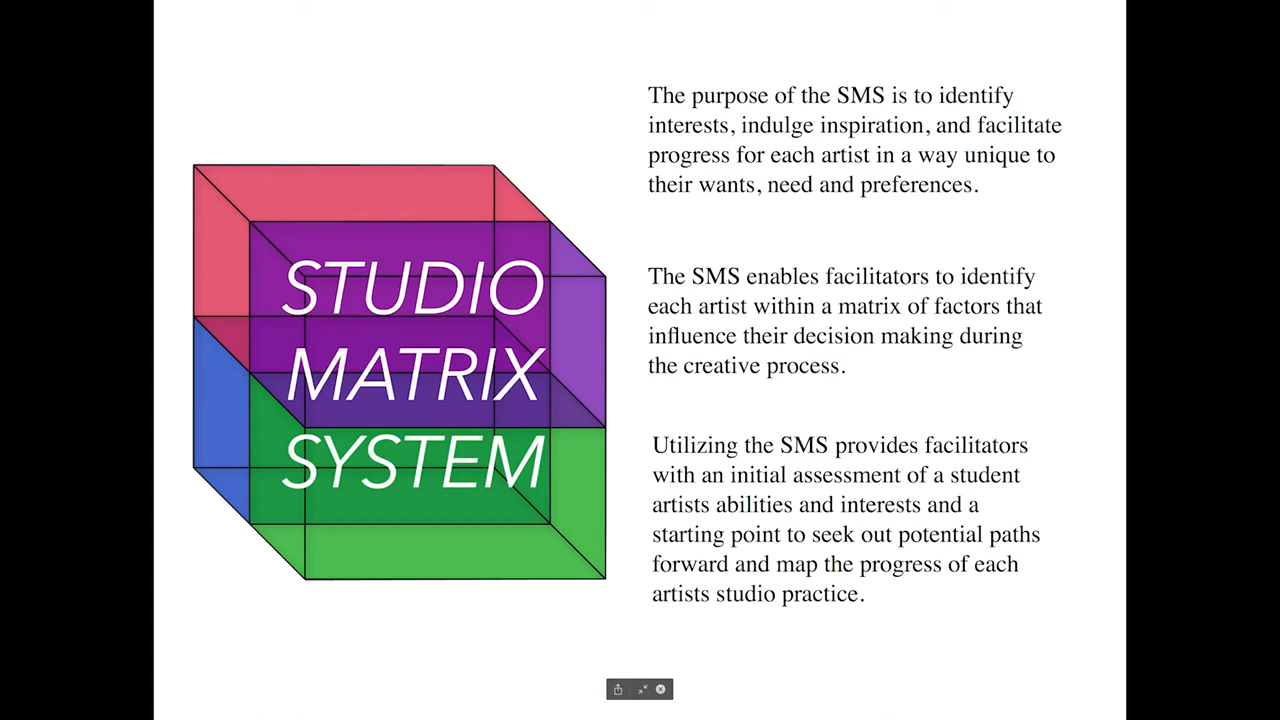 STUDIO
MATRIX
SYSTEM
The purpose of the SMS is to identify
interests, indulge inspiration, and facilitate
progress for each artist in a way unique to
their wants, need and preferences.
The SMS enables facilitators to identify
each artist within a matrix of factors that
influence their decision making during
the creative process.
Utilizing the SMS provides facilitators
with an initial assessment of a student
artists abilities and interests and a
starting point to seek out potential paths
forward and map the progress of each
artists studio practice.